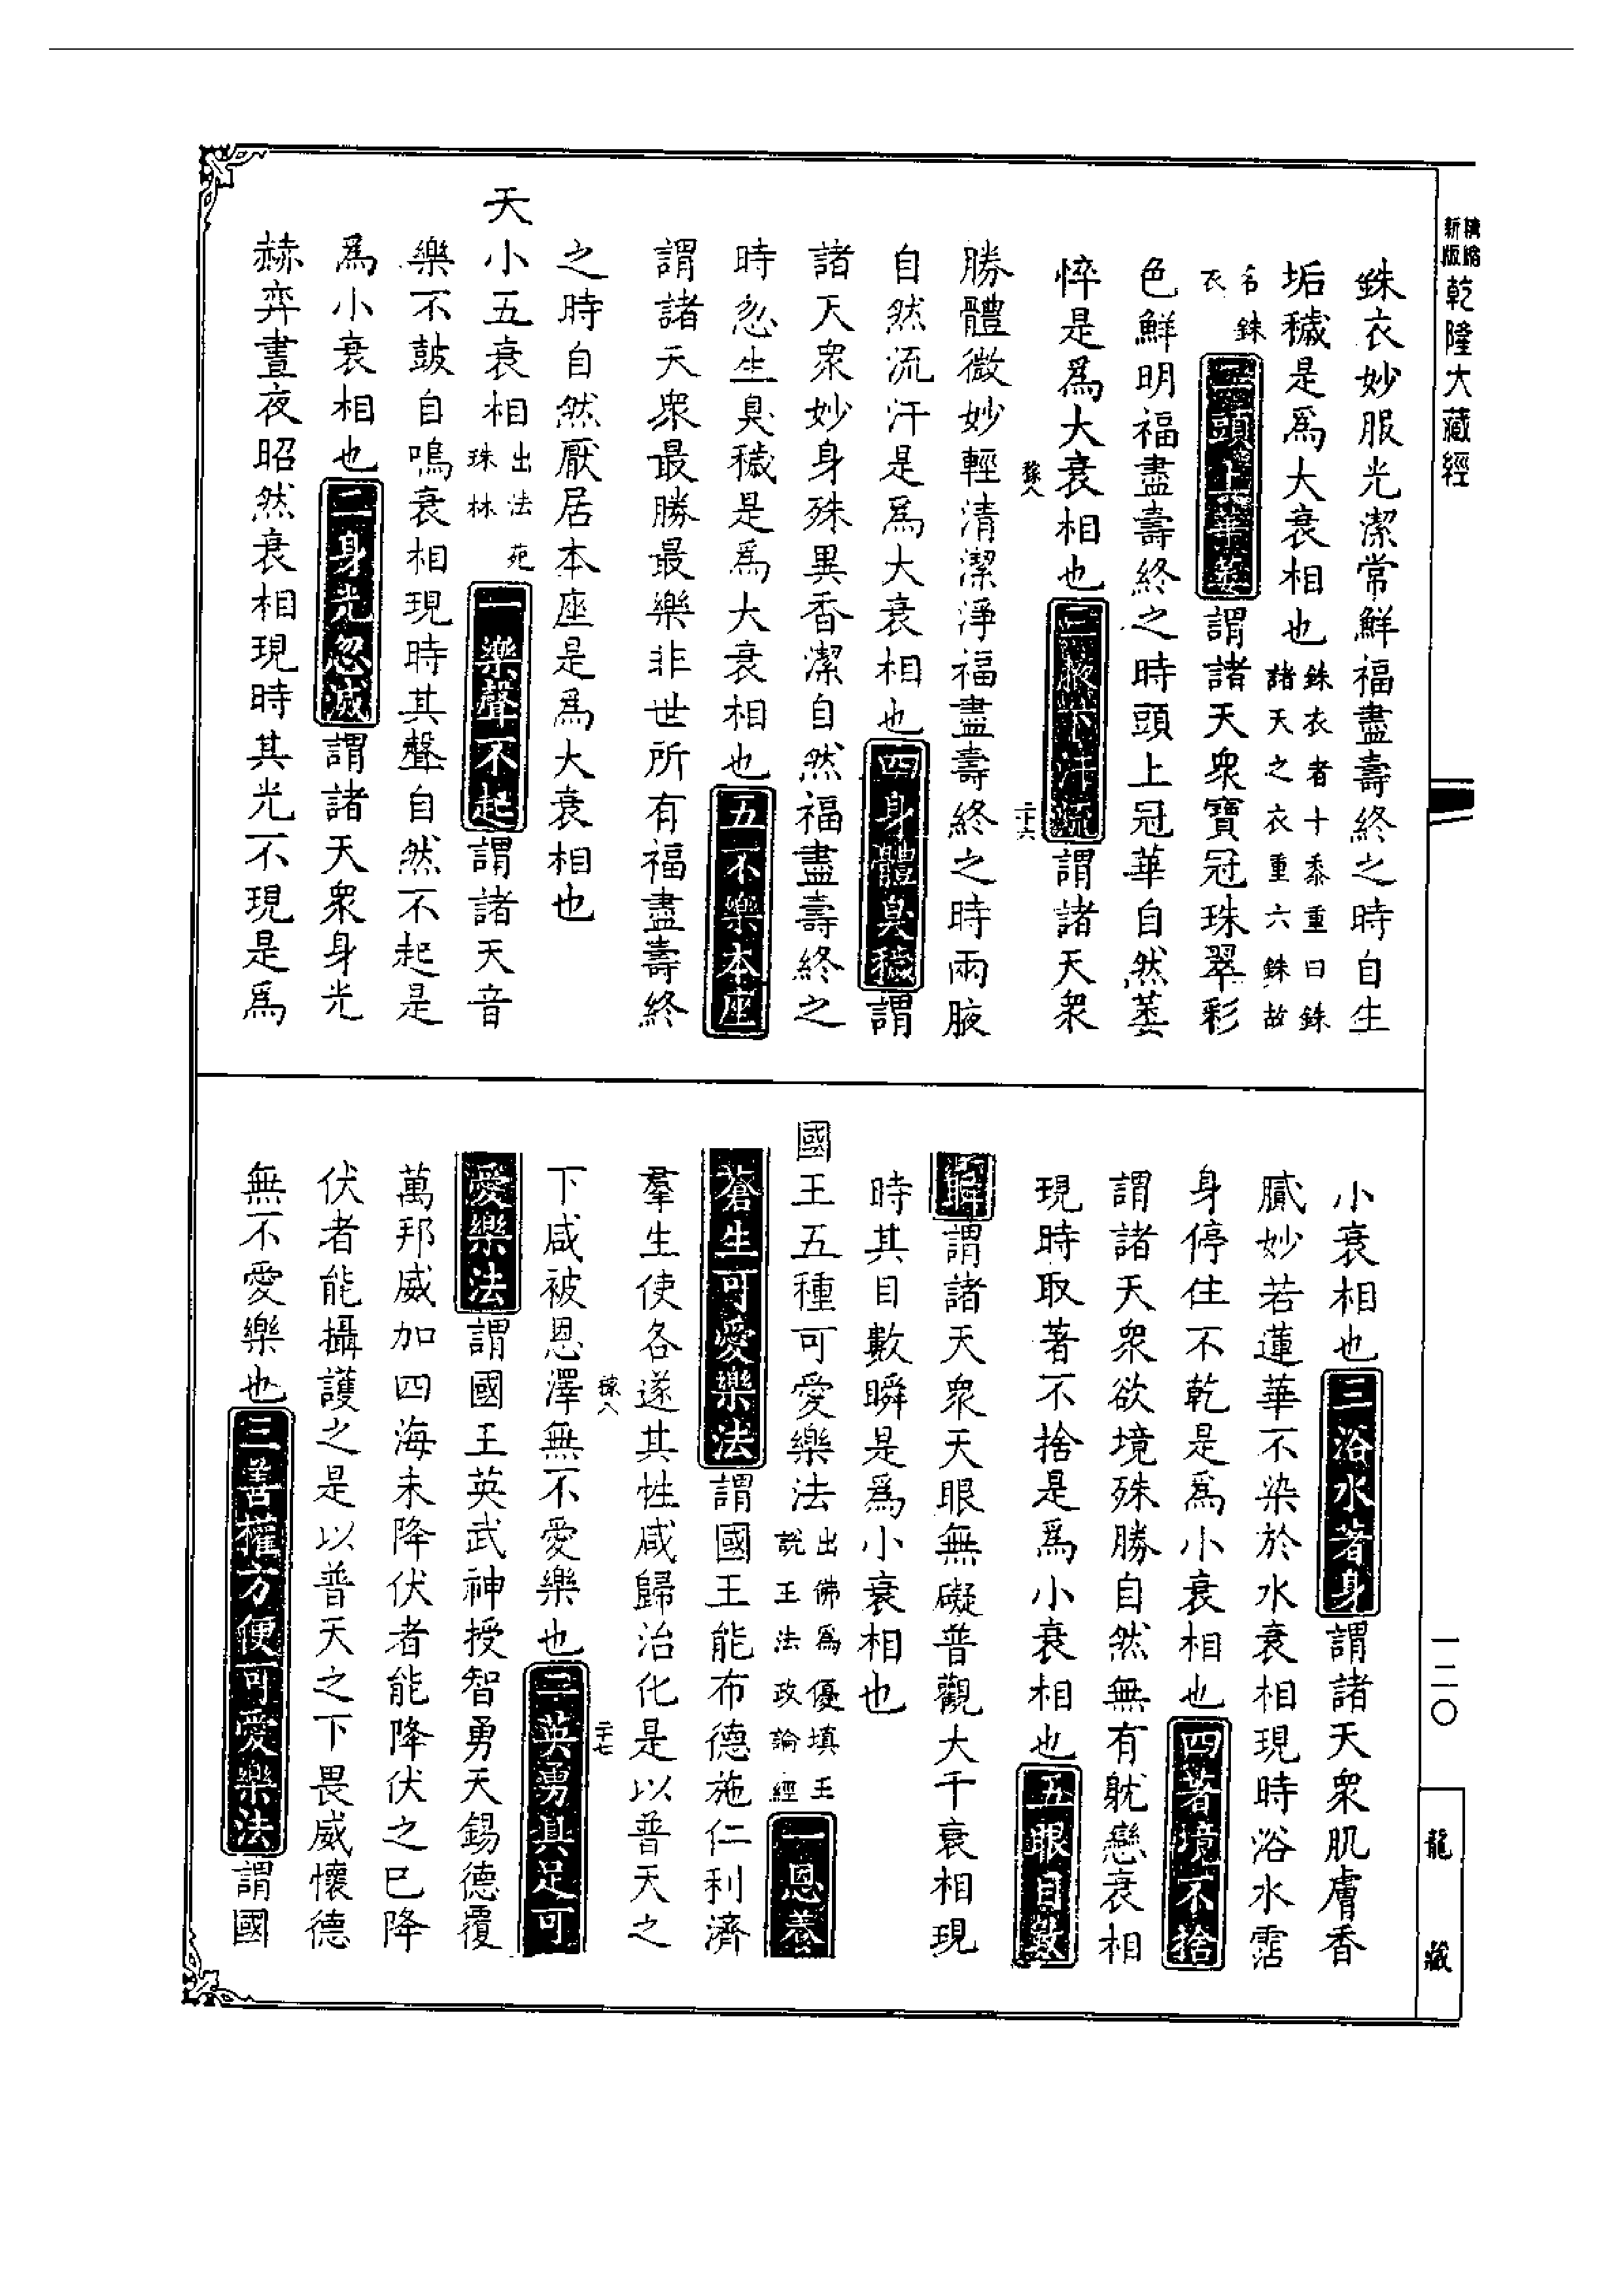 精縮
新版
乾隆大藏經
銖衣妙服光潔常鮮福盡壽終之時自生
垢穢是爲大衰相也銖衣者十黍重曰銖
諸天之衣重六銖故
名銖
衣二頭上華萎謂諸天衆寶冠珠翠彩
色鮮明福盡壽終之時頭上冠華自然萎
悴是爲大衰相也三腋下汗流謂諸天衆
稼八 二十六
勝體微妙輕清潔淨福盡壽終之時兩腋
自然流汗是爲大衰相也四身體臭穢謂
諸天衆妙身殊異香潔自然福盡壽終之
時忽生臭穢是爲大衰相也五不樂本座
謂諸天衆最勝最樂非世所有福盡壽終
之時自然厭居本座是爲大衰相也
天小五衰相出法苑
珠林一樂聲不起謂諸天音
樂不鼓自鳴衰相現時其聲自然不起是
爲小衰相也二身光忽滅謂諸天衆身光
赫弈晝夜昭然衰相現時其光不現是爲
小衰相也三浴水著身謂諸天衆肌膚香
膩妙若蓮華不染於水衰相現時浴水霑
身停住不乾是爲小衰相也四著境不捨
謂諸天衆欲境殊勝自然無有躭戀衰相
現時取著不捨是爲小衰相也五眼目數
瞬謂諸天衆天眼無礙普觀大千衰相現
時其目數瞬是爲小衰相也
國王五種可愛樂法出佛爲優填王
說王法政論經一恩養
蒼生可愛樂法謂國王能布德施仁利濟
羣生使各遂其性咸歸治化是以普天之
稼八 二十七
下咸被恩澤無不愛樂也二英勇具足可
愛樂法謂國王英武神授智勇天錫德覆
萬邦威加四海未降伏者能降伏之已降
伏者能攝護之是以普天之下畏威懷德
無不愛樂也三善權方便可愛樂法謂國
一二〇
龍藏